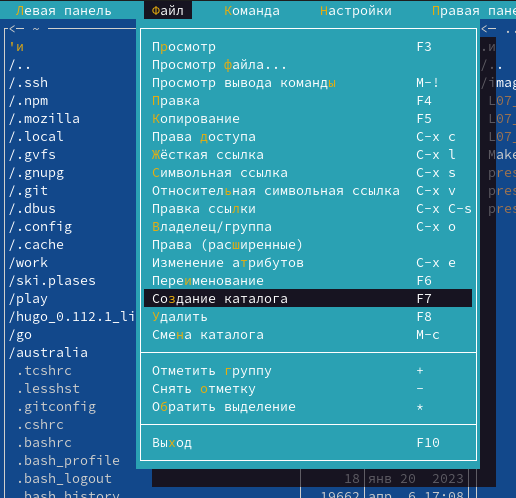 Левая панель Файл Команда Настройки Правая пан
<─ ~
'и
/..
/.ssh
/.npm
/.mozilla
/.local
/.gvfs
/.gnupg
/.git
/.dbus
/.config
/.cache
/work
/ski.plases
/play
/hugo_0.112.1_li
/go
/australia
.tcshrc
.lesshst
.gitconfig
.cshrc
.bashrc
.bash_profile
.bash_logout
.bash_history
Просмотр F3
Просмотр файла...
Просмотр вывода команды M-!
Правка F4
Копирование F5
Права доступа C-x c
Жёсткая ссылка C-x l
Символьная ссылка C-x s
Относительная символьная ссылка C-x v
Правка ссылки C-x C-s
Владелец/группа C-x o
Права (расширенные)
Изменение атрибутов C-x e
Переименование F6
Создание каталога F7
Удалить F8
Смена каталога M-c
Отметить группу +
Снять отметку -
Обратить выделение *
Выход F10
<─ ..
.и
/..
/imag
L07_
L07_
L07_
Make
pres
pres
pres
18 янв 20 2023
19662 апр 6 17:08